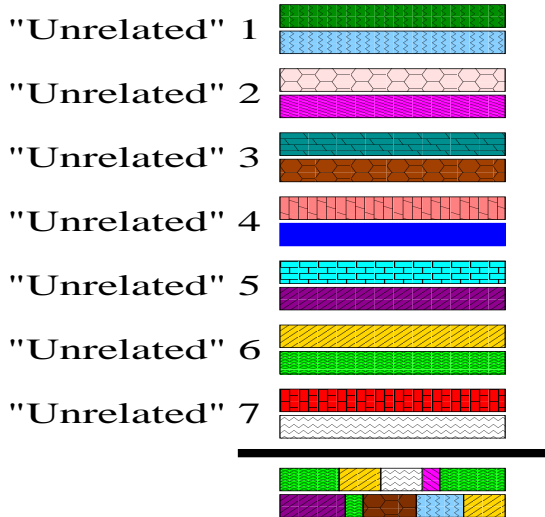 "Unrelated" 1
"Unrelated" 2
"Unrelated" 3
"Unrelated" 4
"Unrelated" 5
"Unrelated" 6
"Unrelated" 7